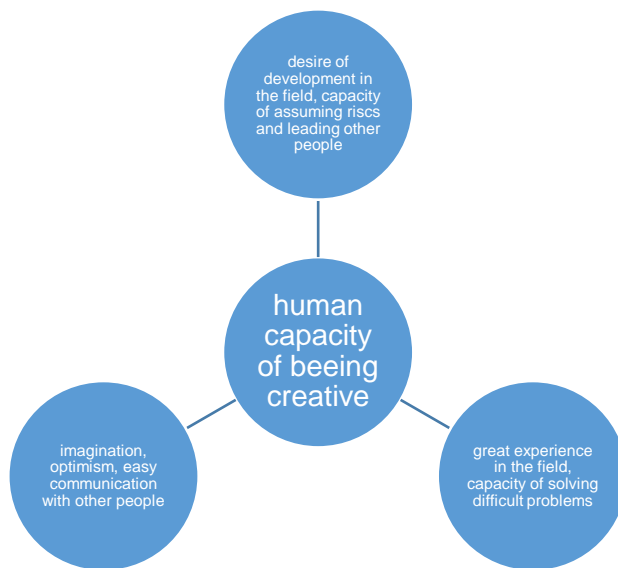 desire of
development in
the field, capacity
of assuming riscs
and leading other
people
human
capacity
of beeing
creative
imagination,
optimism, easy
communication
with other people
great experience
in the field,
capacity of solving
difficult problems